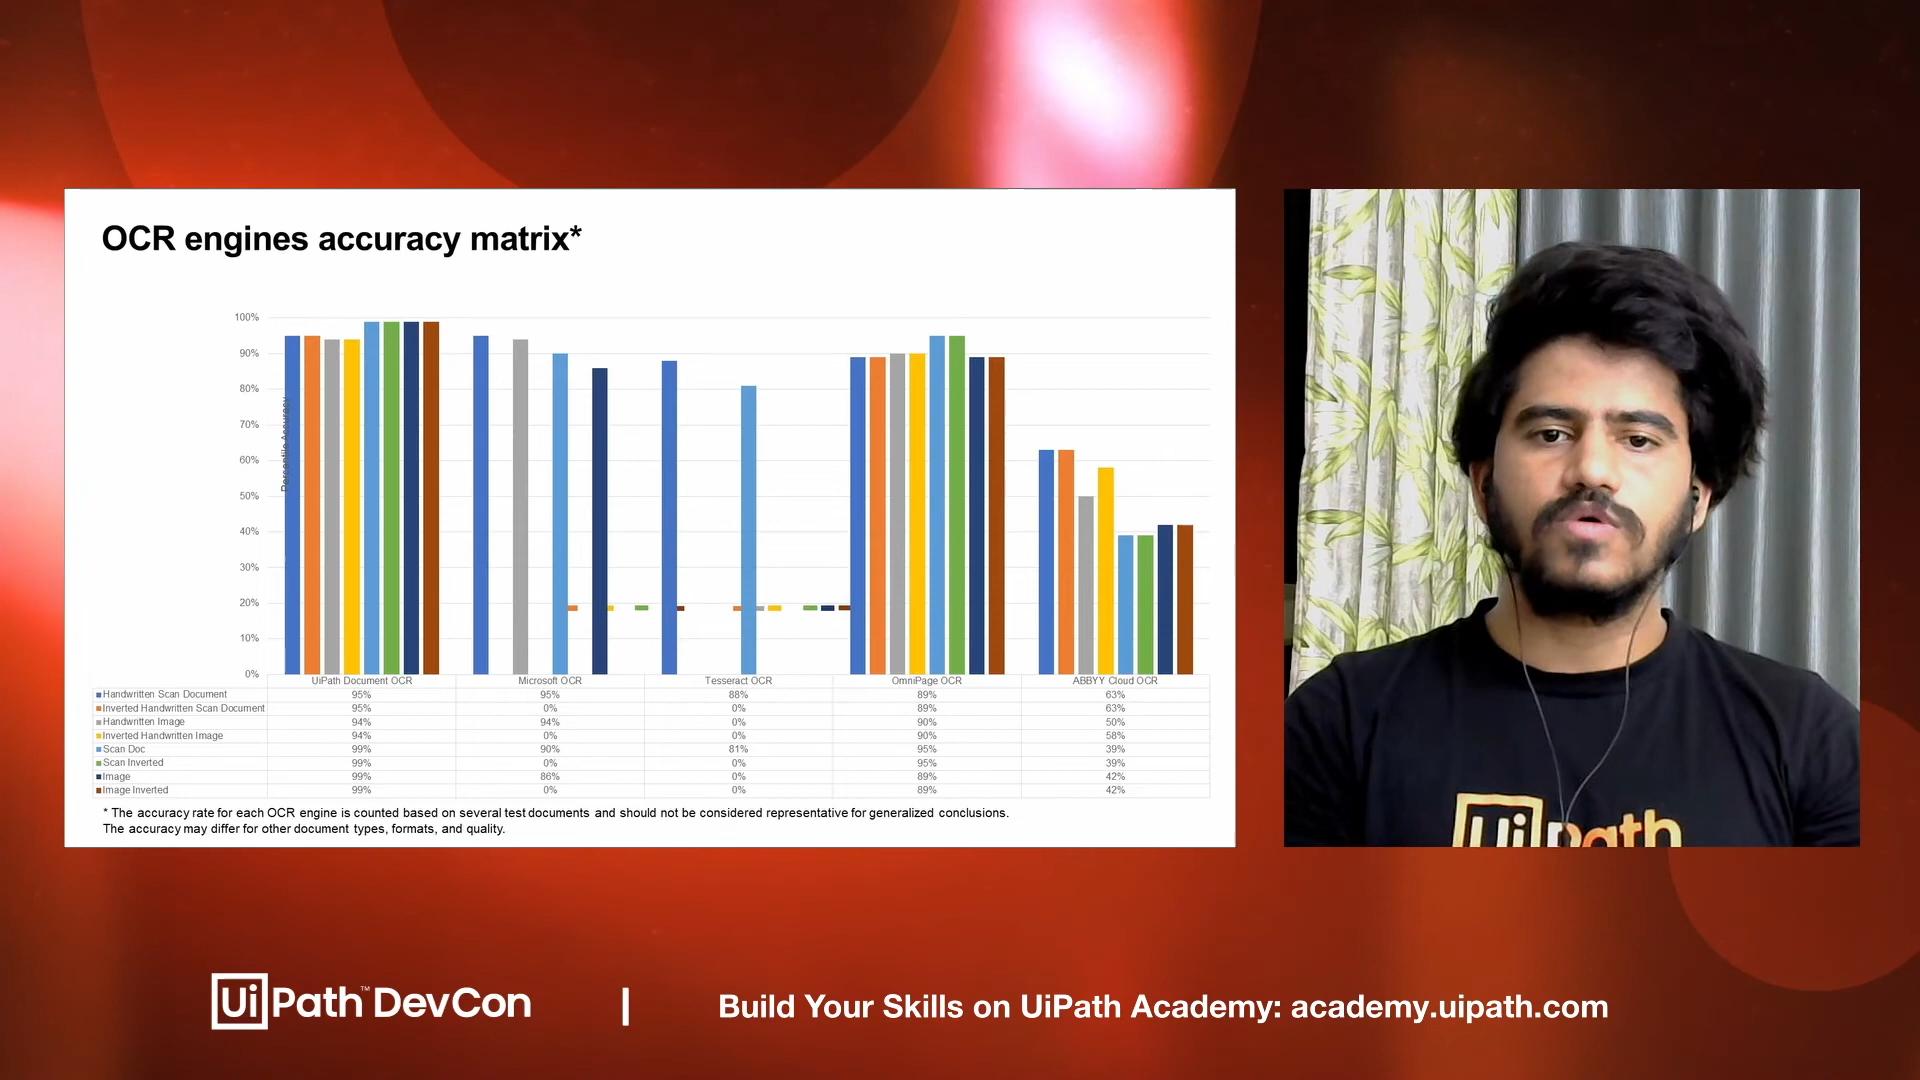 OCR engines accuracy matrix*
100%
90%
80%
70%
60%
50%
40%
30%
20%
10%
0%
Percentile Accuracy
UiPath Document OCR Microsoft OCR Tesseract OCR OmniPage OCR ABBYY Cloud OCR
Handwritten Scan Document 95% 95% 88% 89% 63%
Inverted Handwritten Scan Document 95% 0% 0% 89% 63%
Handwritten Image 94% 94% 0% 90% 50%
Inverted Handwritten Image 94% 0% 0% 90% 58%
Scan Doc 99% 90% 81% 95% 39%
Scan Inverted 99% 0% 0% 95% 39%
Image 99% 86% 0% 89% 42%
Image Inverted 99% 0% 0% 89% 42%
* The accuracy rate for each OCR engine is counted based on several test documents and should not be considered representative for generalized conclusions.
The accuracy may differ for other document types, formats, and quality.
UiPath
UiPath™ DevCon | Build Your Skills on UiPath Academy: academy.uipath.com